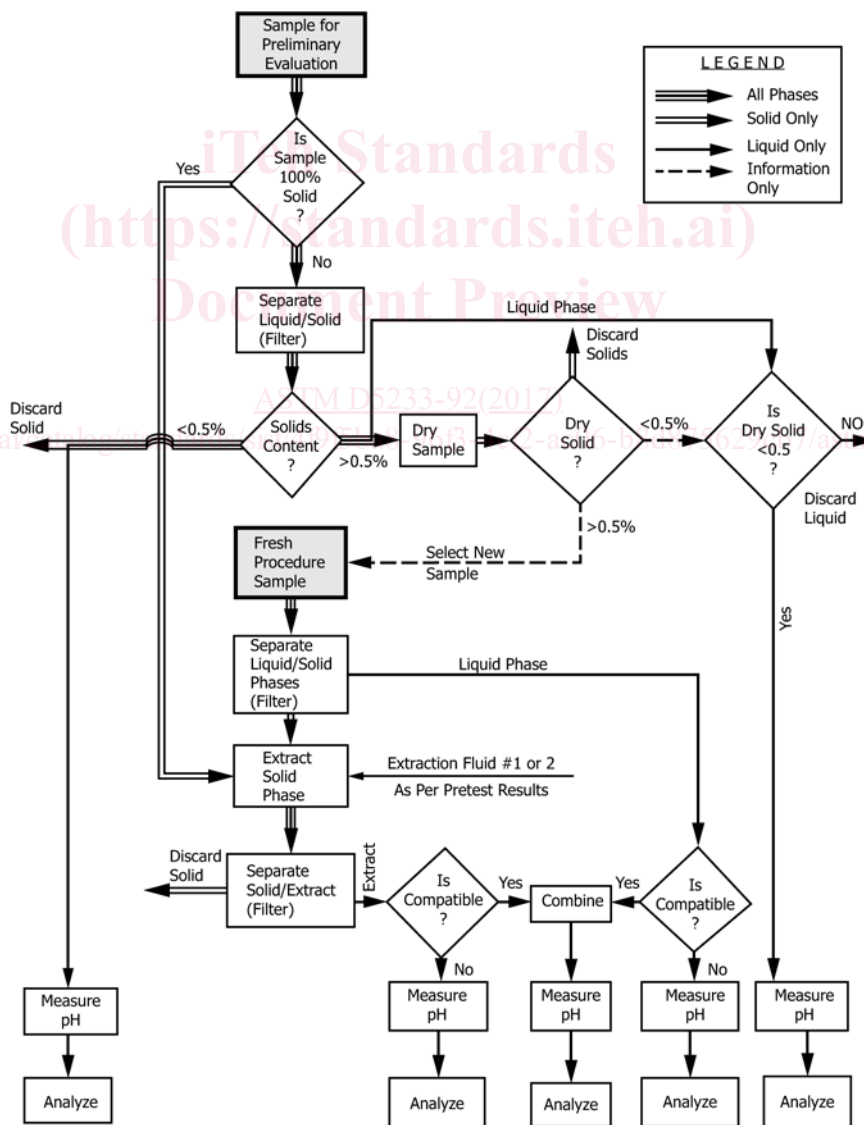 Sample for
Preliminary
Evaluation
LEGEND
All Phases
Solid Only
Liquid Only
Information
Only
iTeh Standards
(https://standards.iteh.ai)
Document Preview
Is
Sample
100%
Solid
?
Yes
No
Separate
Liquid/Solid
(Filter)
Liquid Phase
Discard
Solids
ASTM D5233-92(2017)
Discard
Solid
<0.5%
Solids
Content
?
>0.5%
Dry
Sample
Dry
Solid
?
<0.5%
Is
Dry Solid
<0.5
?
NO
Discard
Liquid
>0.5%
Fresh
Procedure
Sample
Select New
Sample
Yes
Separate
Liquid/Solid
Phases
(Filter)
Liquid Phase
Extract
Solid
Phase
Extraction Fluid #1 or 2
As Per Pretest Results
Discard
Solid
Separate
Solid/Extract
(Filter)
Extract
Is
Compatible
?
Yes
Combine
Yes
Is
Compatible
?
No
No
Measure
pH
Measure
pH
Measure
pH
Measure
pH
Measure
pH
Analyze
Analyze
Analyze
Analyze
Analyze